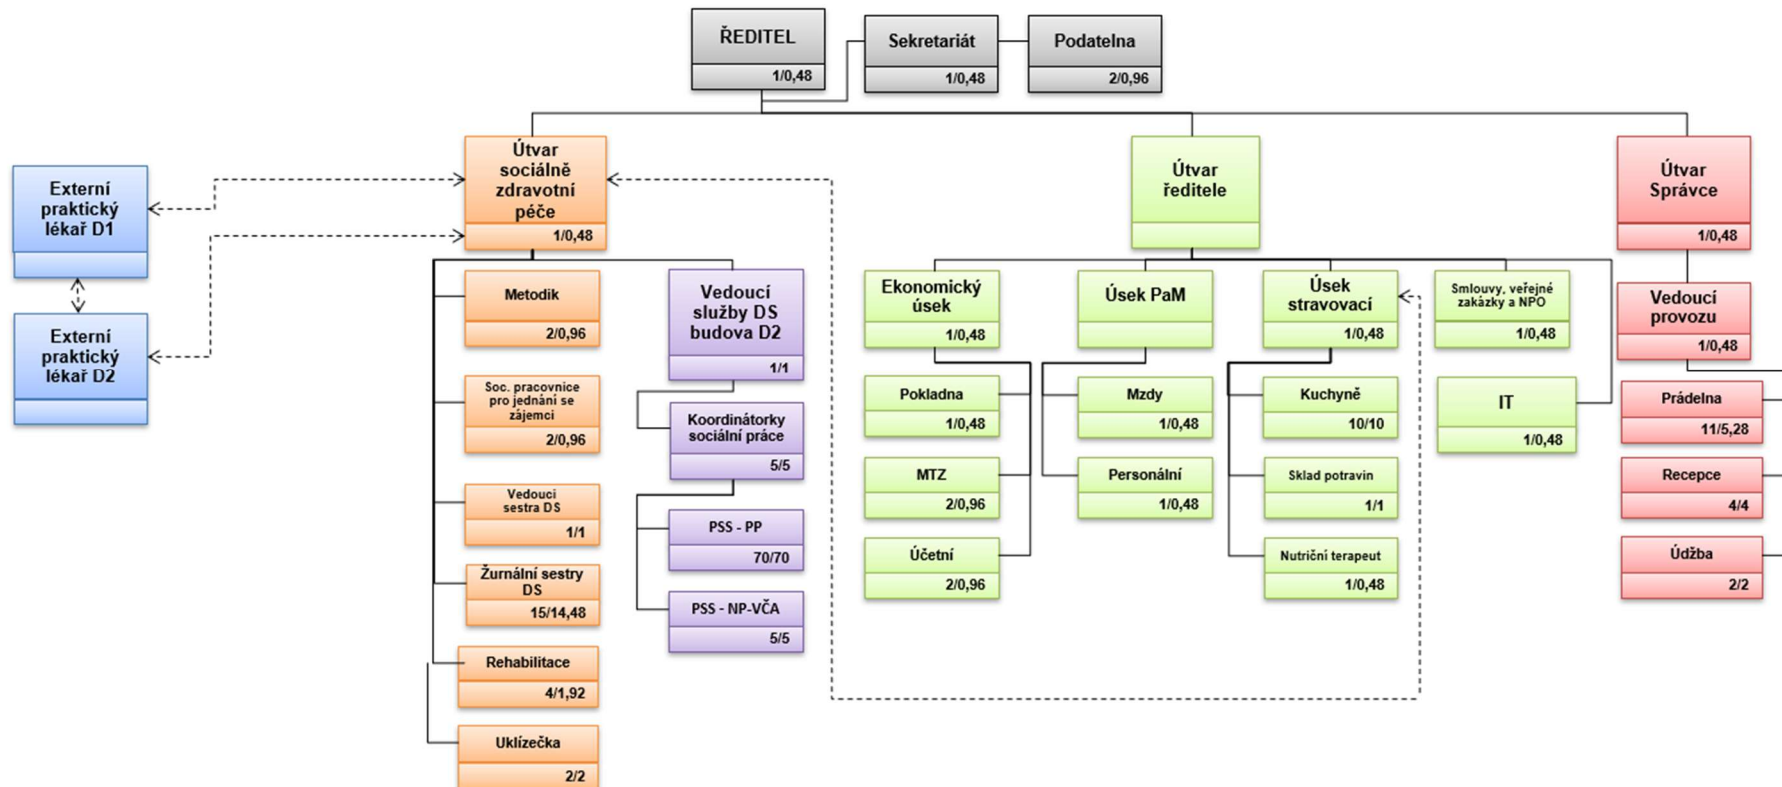 ŘEDITEL
1/0,48
Sekretariát
1/0,48
Podatelna
2/0,96
Externí
praktický
lékař D1
Externí
praktický
lékař D2
Útvar
sociálně
zdravotní
péče
1/0,48
Metodik
2/0,96
Soc. pracovnice
pro jednání se
zájemci
2/0,96
Vedoucí
sestra DS
1/1
Žurnální sestry
DS
15/14,48
Rehabilitace
4/1,92
Uklízečka
2/2
Vedoucí
služby DS
budova D2
1/1
Koordinátorky
sociální práce
5/5
PSS - PP
70/70
PSS - NP-VČA
5/5
Útvar
ředitele
Ekonomický
úsek
1/0,48
Pokladna
1/0,48
MTZ
2/0,96
Účetní
2/0,96
Úsek PaM
Mzdy
1/0,48
Personální
1/0,48
Úsek
stravovací
1/0,48
Kuchyně
10/10
Sklad potravin
1/1
Nutriční terapeut
1/0,48
Smlouvy, veřejné
zakázky a NPO
1/0,48
IT
1/0,48
Útvar
Správce
1/0,48
Vedoucí
provozu
1/0,48
Prádelna
11/5,28
Recepce
4/4
Údžba
2/2